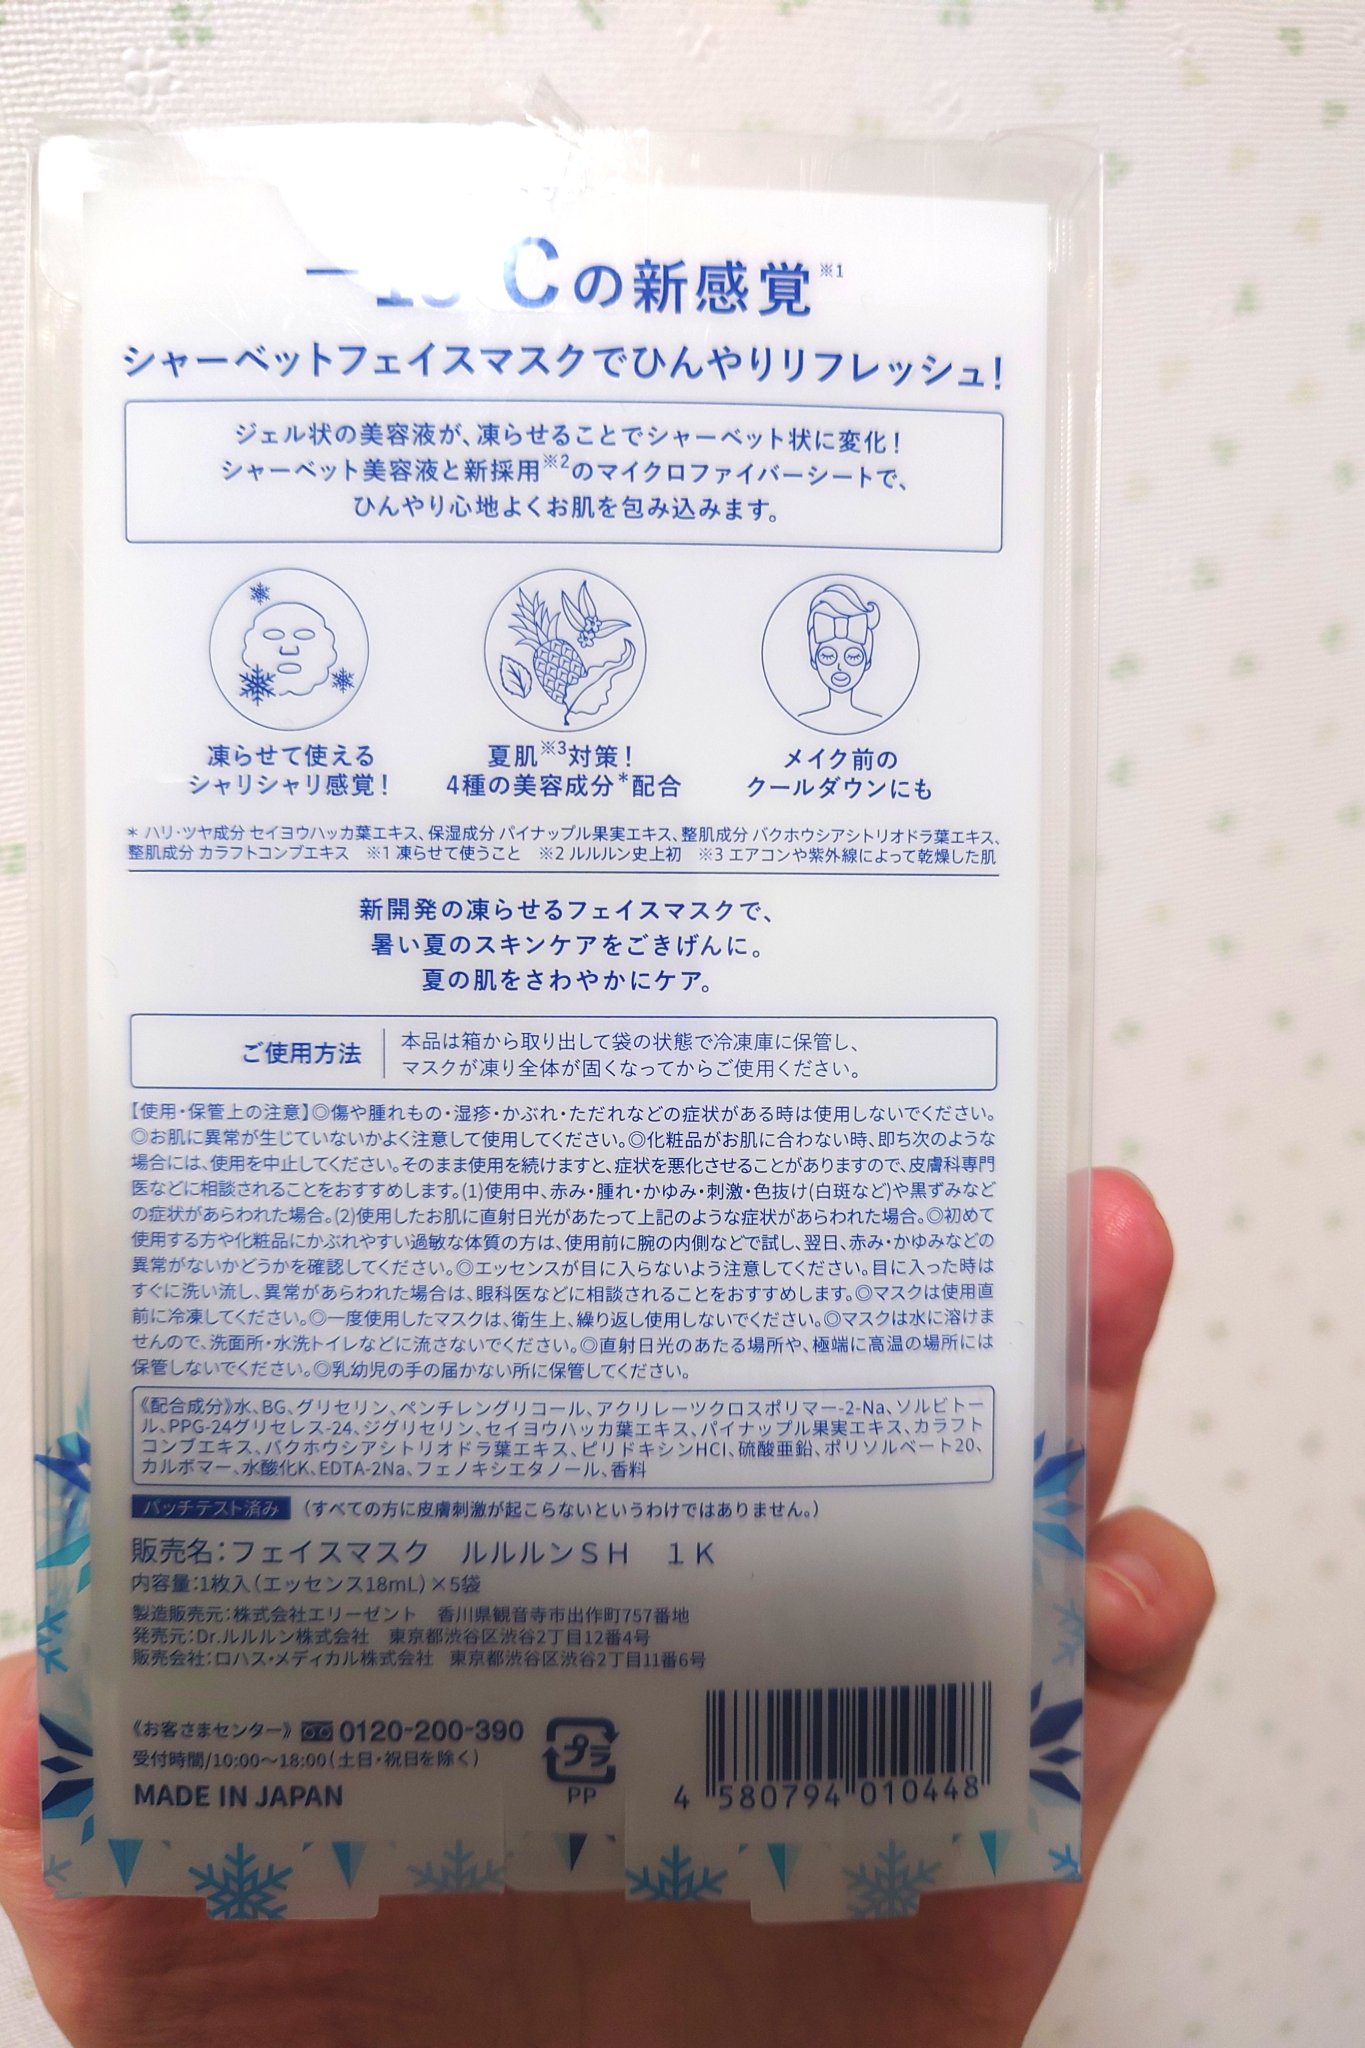 Cの新感覚※1
シャーベットフェイスマスクでひんやりリフレッシュ!
ジェル状の美容液が、凍らせることでシャーベット状に変化!
シャーベット美容液と新採用※2のマイクロファイバーシートで、
ひんやり心地よくお肌を包み込みます。
凍らせて使える
シャリシャリ感覚!
夏肌※3対策!
4種の美容成分*配合
メイク前の
クールダウンにも
* ハリ・ツヤ成分 セイヨウハッカ葉エキス、保湿成分 パイナップル果実エキス、整肌成分 バクホウシアシトリオドラ葉エキス、
整肌成分 カラフトコンブエキス ※1 凍らせて使うこと ※2 ルルルン史上初 ※3 エアコンや紫外線によって乾燥した肌
新開発の凍らせるフェイスマスクで、
暑い夏のスキンケアをごきげんに。
夏の肌をさわやかにケア。
ご使用方法
本品は箱から取り出して袋の状態で冷凍庫に保管し、
マスクが凍り全体が固くなってからご使用ください。
【使用・保管上の注意】◎傷や腫れもの・湿疹・かぶれ・ただれなどの症状がある時は使用しないでください。
◎お肌に異常が生じていないかよく注意して使用してください。◎化粧品がお肌に合わない時、即ち次のような
場合には、使用を中止してください。そのまま使用を続けますと、症状を悪化させることがありますので、皮膚科専門
医などに相談されることをおすすめします。(1)使用中、赤み・腫れ・かゆみ・刺激・色抜け(白斑など)や黒ずみなど
の症状があらわれた場合。(2)使用したお肌に直射日光があたって上記のような症状があらわれた場合。◎初めて
使用する方や化粧品にかぶれやすい過敏な体質の方は、使用前に腕の内側などで試し、翌日、赤み・かゆみなどの
異常がないかどうかを確認してください。◎エッセンスが目に入らないよう注意してください。目に入った時は
すぐに洗い流し、異常があらわれた場合は、眼科医などに相談されることをおすすめします。◎マスクは使用直
前に冷凍してください。◎一度使用したマスクは、衛生上、繰り返し使用しないでください。◎マスクは水に溶けま
せんので、洗面所・水洗トイレなどに流さないでください。◎直射日光のあたる場所や、極端に高温の場所には
保管しないでください。◎乳幼児の手の届かない所に保管してください。
《配合成分》水、BG、グリセリン、ペンチレングリコール、アクリレーツクロスポリマー-2-Na、ソルビトー
ル、PPG-24グリセレス-24、ジグリセリン、セイヨウハッカ葉エキス、パイナップル果実エキス、カラフト
コンブエキス、バクホウシアシトリオドラ葉エキス、ピリドキシンHCl、硫酸亜鉛、ポリソルベート20、
カルボマー、水酸化K、EDTA-2Na、フェノキシエタノール、香料
パッチテスト済み (すべての方に皮膚刺激が起こらないというわけではありません。)
販売名:フェイスマスク ルルルンSH 1K
内容量:1枚入(エッセンス18mL)×5袋
製造販売元:株式会社エリーゼント 香川県観音寺市出作町757番地
発売元:Dr.ルルルン株式会社 東京都渋谷区渋谷2丁目12番4号
販売会社:ロハス・メディカル株式会社 東京都渋谷区渋谷2丁目11番6号
《お客さまセンター》0120-200-390
受付時間/10:00~18:00(土日・祝日を除く)
MADE IN JAPAN
プラ
PP
4 580794 010448